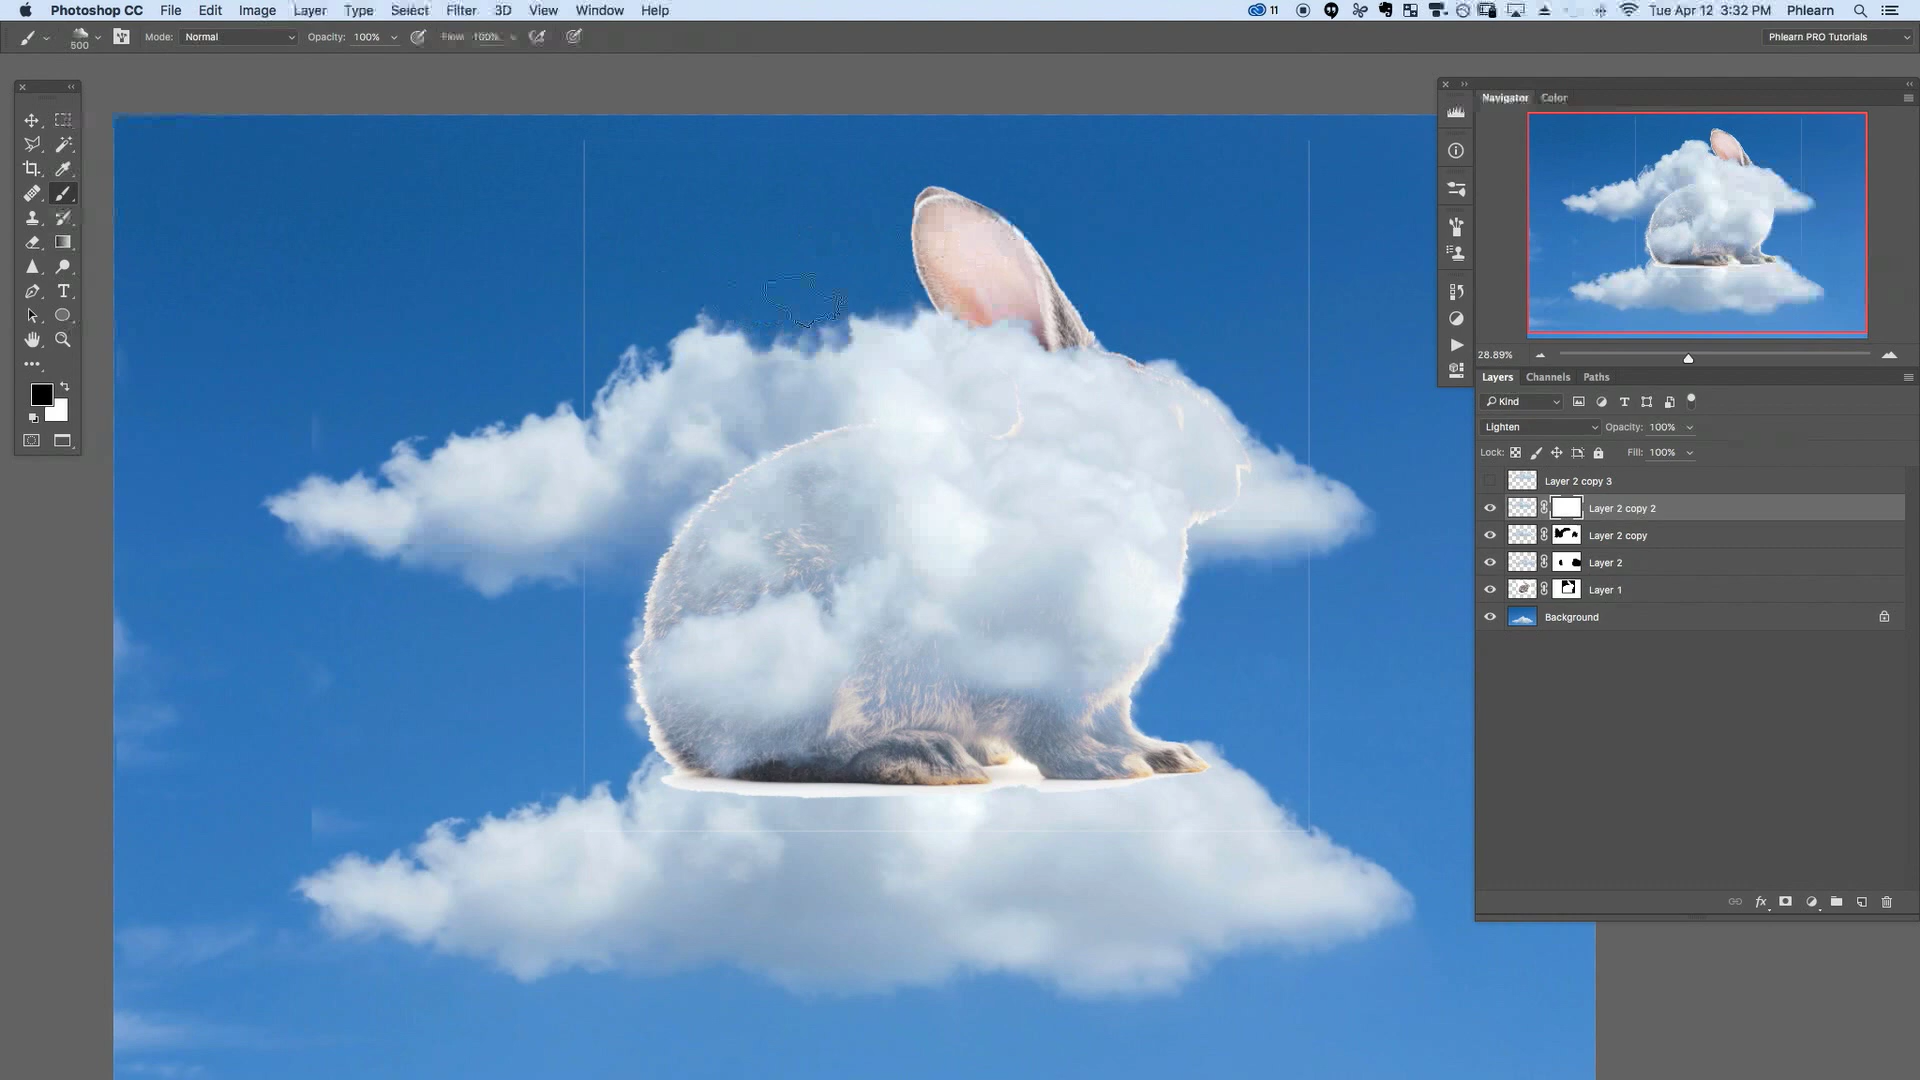 Photoshop CC File Edit Image Layer Type Select Filter 3D View Window Help 11 Tue Apr 12 3:32 PM Phlearn
500 Mode: Normal Opacity: 100% Flow: 100% Phlearn PRO Tutorials
Navigator Color
28.89%
Layers Channels Paths
Kind
Lighten Opacity: 100%
Lock: Fill: 100%
Layer 2 copy 3
Layer 2 copy 2
Layer 2 copy
Layer 2
Layer 1
Background
fx